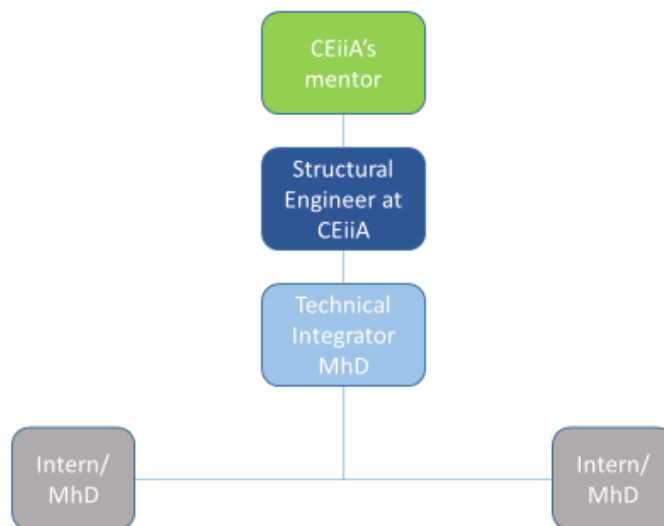 CEiiA's
mentor
Structural
Engineer at
CEiiA
Technical
Integrator
MhD
Intern/
MhD
Intern/
MhD